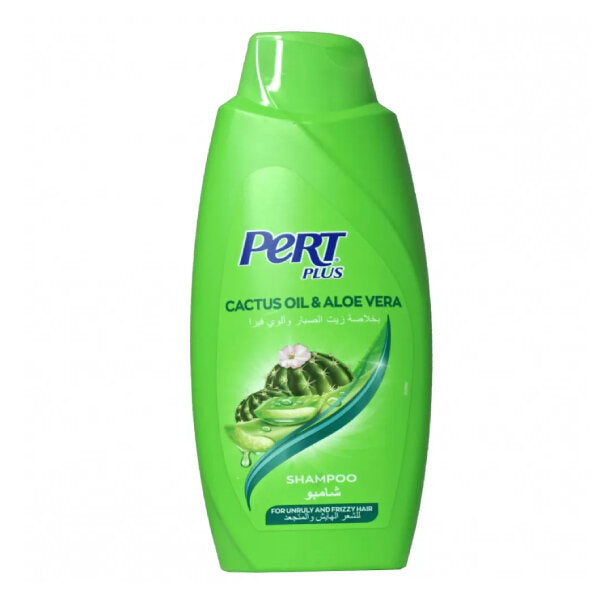 PERT
PLUS
CACTUS OIL & ALOE VERA
بخلاصة زيت الصبار وألوي فيرا
SHAMPOO
شامبو
FOR UNRULY AND FRIZZY HAIR
للشعر الهايش والمتجعد